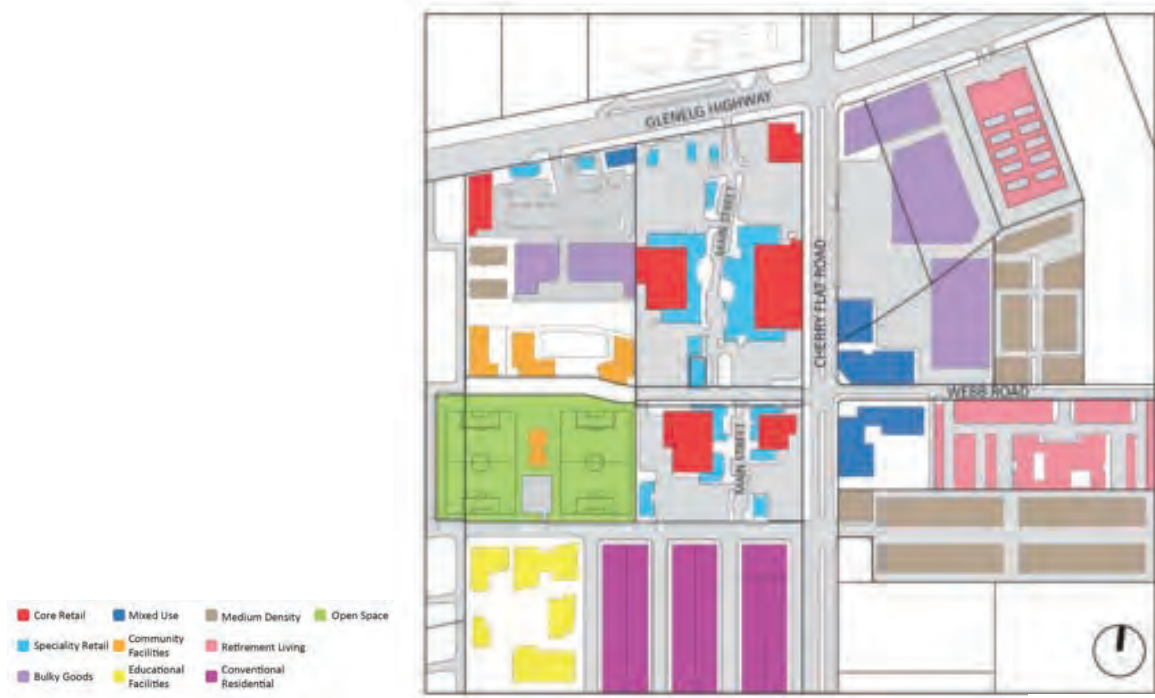 GLENELG HIGHWAY
MAIN STREET
CHERRY FLAT ROAD
WEBB ROAD
MAIN STREET
Core Retail
Mixed Use
Medium Density
Open Space
Speciality Retail
Community
Facilities
Retirement Living
Bulky Goods
Educational
Facilities
Conventional
Residential